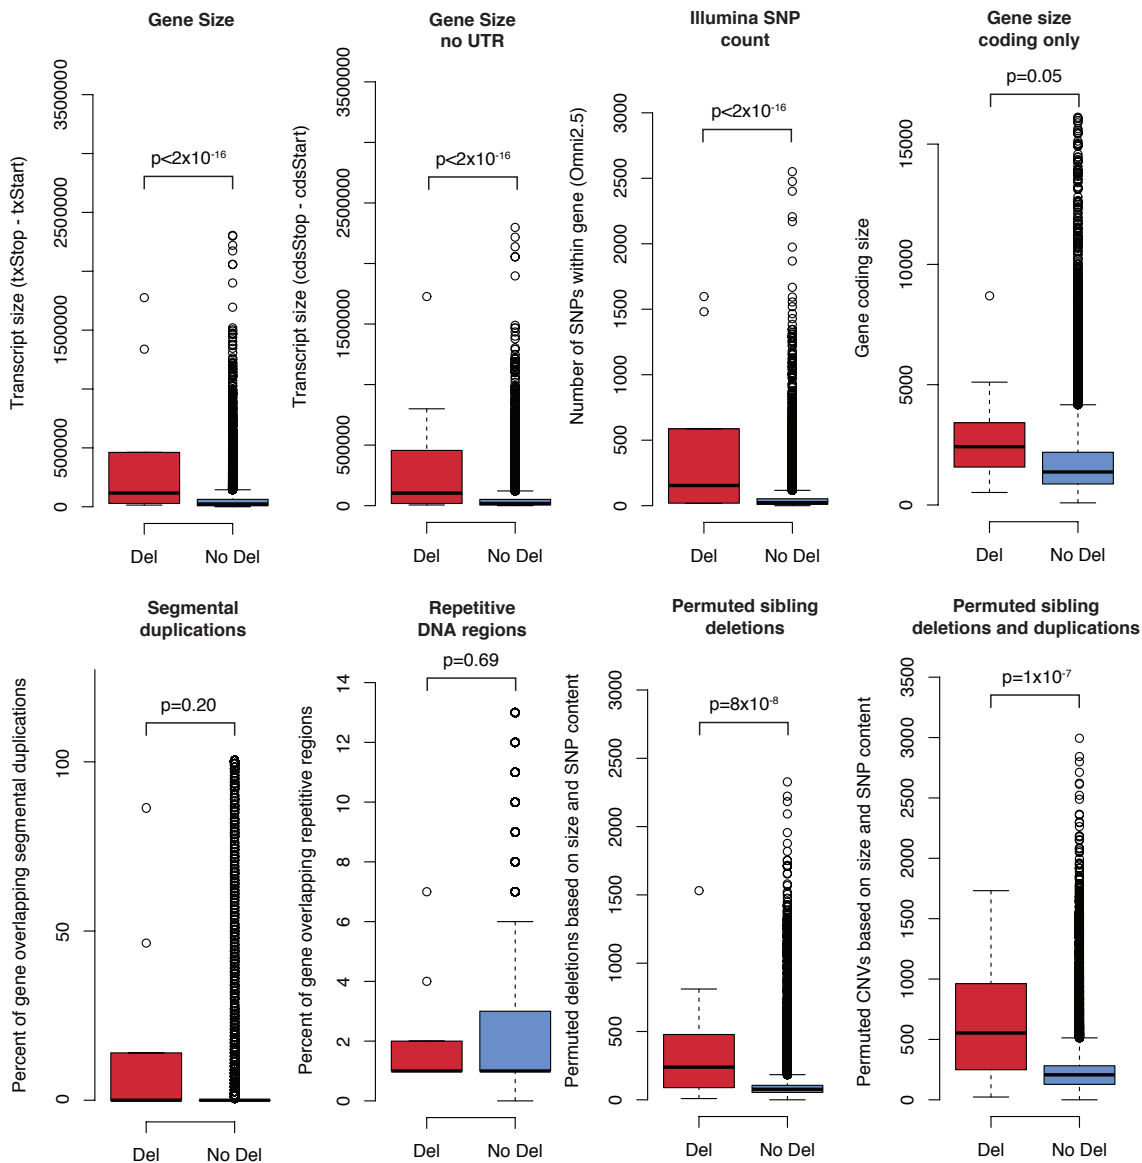 Gene Size
Transcript size (txStop - txStart)
3500000
2500000
1500000
500000
0
p<2x10-16
Del
No Del
Gene Size
no UTR
Transcript size (cdsStop - cdsStart)
3500000
2500000
1500000
500000
0
p<2x10-16
Del
No Del
Illumina SNP
count
Number of SNPs within gene (Omni2.5)
3000
2500
2000
1500
1000
500
0
p<2x10-16
Del
No Del
Gene size
coding only
Gene coding size
15000
10000
5000
0
p=0.05
Del
No Del
Segmental
duplications
Percent of gene overlapping segmental duplications
100
50
0
p=0.20
Del
No Del
Repetitive
DNA regions
Percent of gene overlapping repetitive regions
14
12
10
8
6
4
2
0
p=0.69
Del
No Del
Permuted sibling
deletions
Permuted deletions based on size and SNP content
3000
2500
2000
1500
1000
500
0
p=8x10-8
Del
No Del
Permuted sibling
deletions and duplications
Permuted CNVs based on size and SNP content
3500
3000
2500
2000
1500
1000
500
0
p=1x10-7
Del
No Del